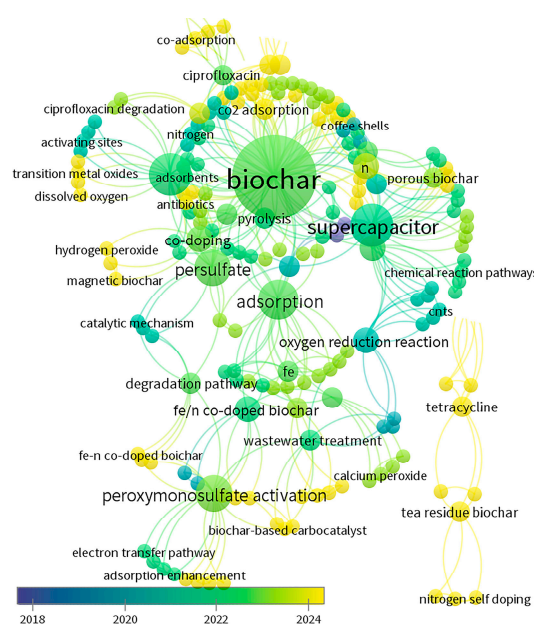 co-adsorption
ciprofloxacin
ciprofloxacin degradation
co2 adsorption
coffee shells
nitrogen
activating sites
n
transition metal oxides
adsorbents
biochar
porous biochar
dissolved oxygen
antibiotics
pyrolysis
supercapacitor
co-doping
hydrogen peroxide
persulfate
chemical reaction pathways
magnetic biochar
adsorption
cnts
catalytic mechanism
oxygen reduction reaction
fe
degradation pathway
fe/n co-doped biochar
tetracycline
wastewater treatment
fe-n co-doped boichar
calcium peroxide
peroxymonosulfate activation
tea residue biochar
biochar-based carbocatalyst
electron transfer pathway
adsorption enhancement
nitrogen self doping
2018 2020 2022 2024